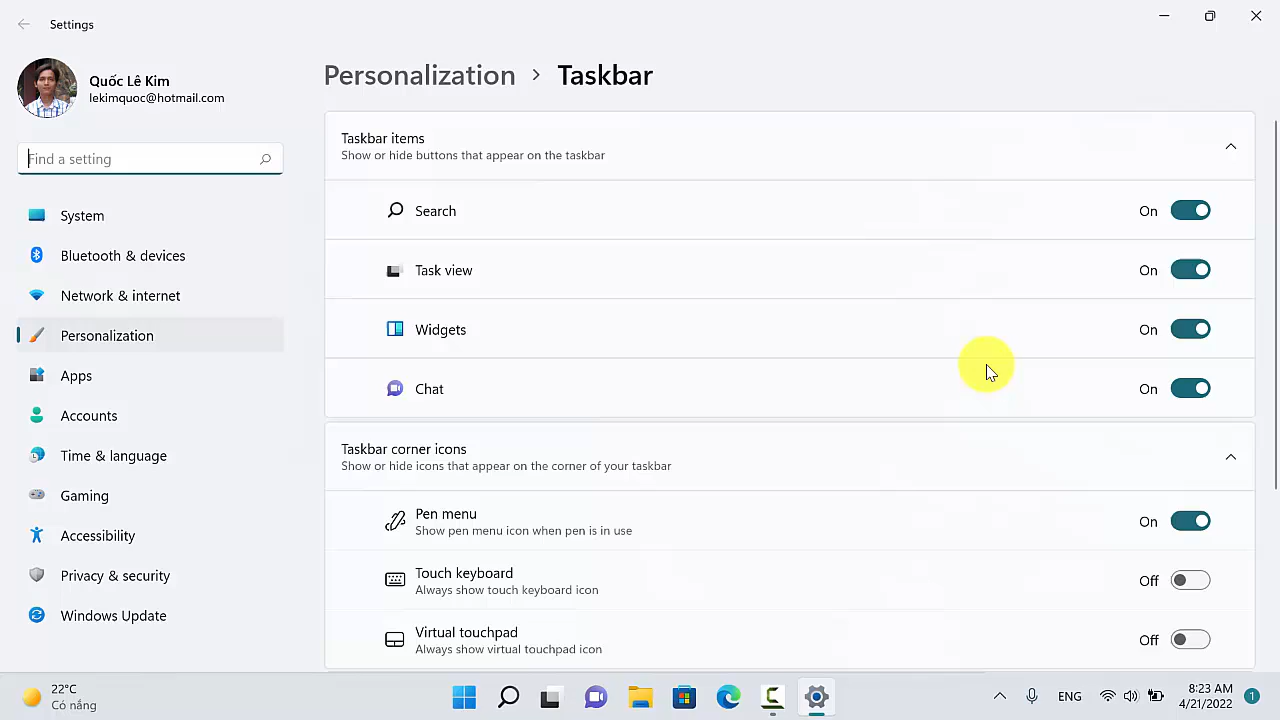 Settings
Quốc Lê Kim
lekimquoc@hotmail.com
Find a setting
System
Bluetooth & devices
Network & internet
Personalization
Apps
Accounts
Time & language
Gaming
Accessibility
Privacy & security
Windows Update
Personalization > Taskbar
Taskbar items
Show or hide buttons that appear on the taskbar
Search On
Task view On
Widgets On
Chat On
Taskbar corner icons
Show or hide icons that appear on the corner of your taskbar
Pen menu
Show pen menu icon when pen is in use
On
Touch keyboard
Always show touch keyboard icon
Off
Virtual touchpad
Always show virtual touchpad icon
Off
22°C
Có nắng
ENG
8:23 AM
4/21/2022
1